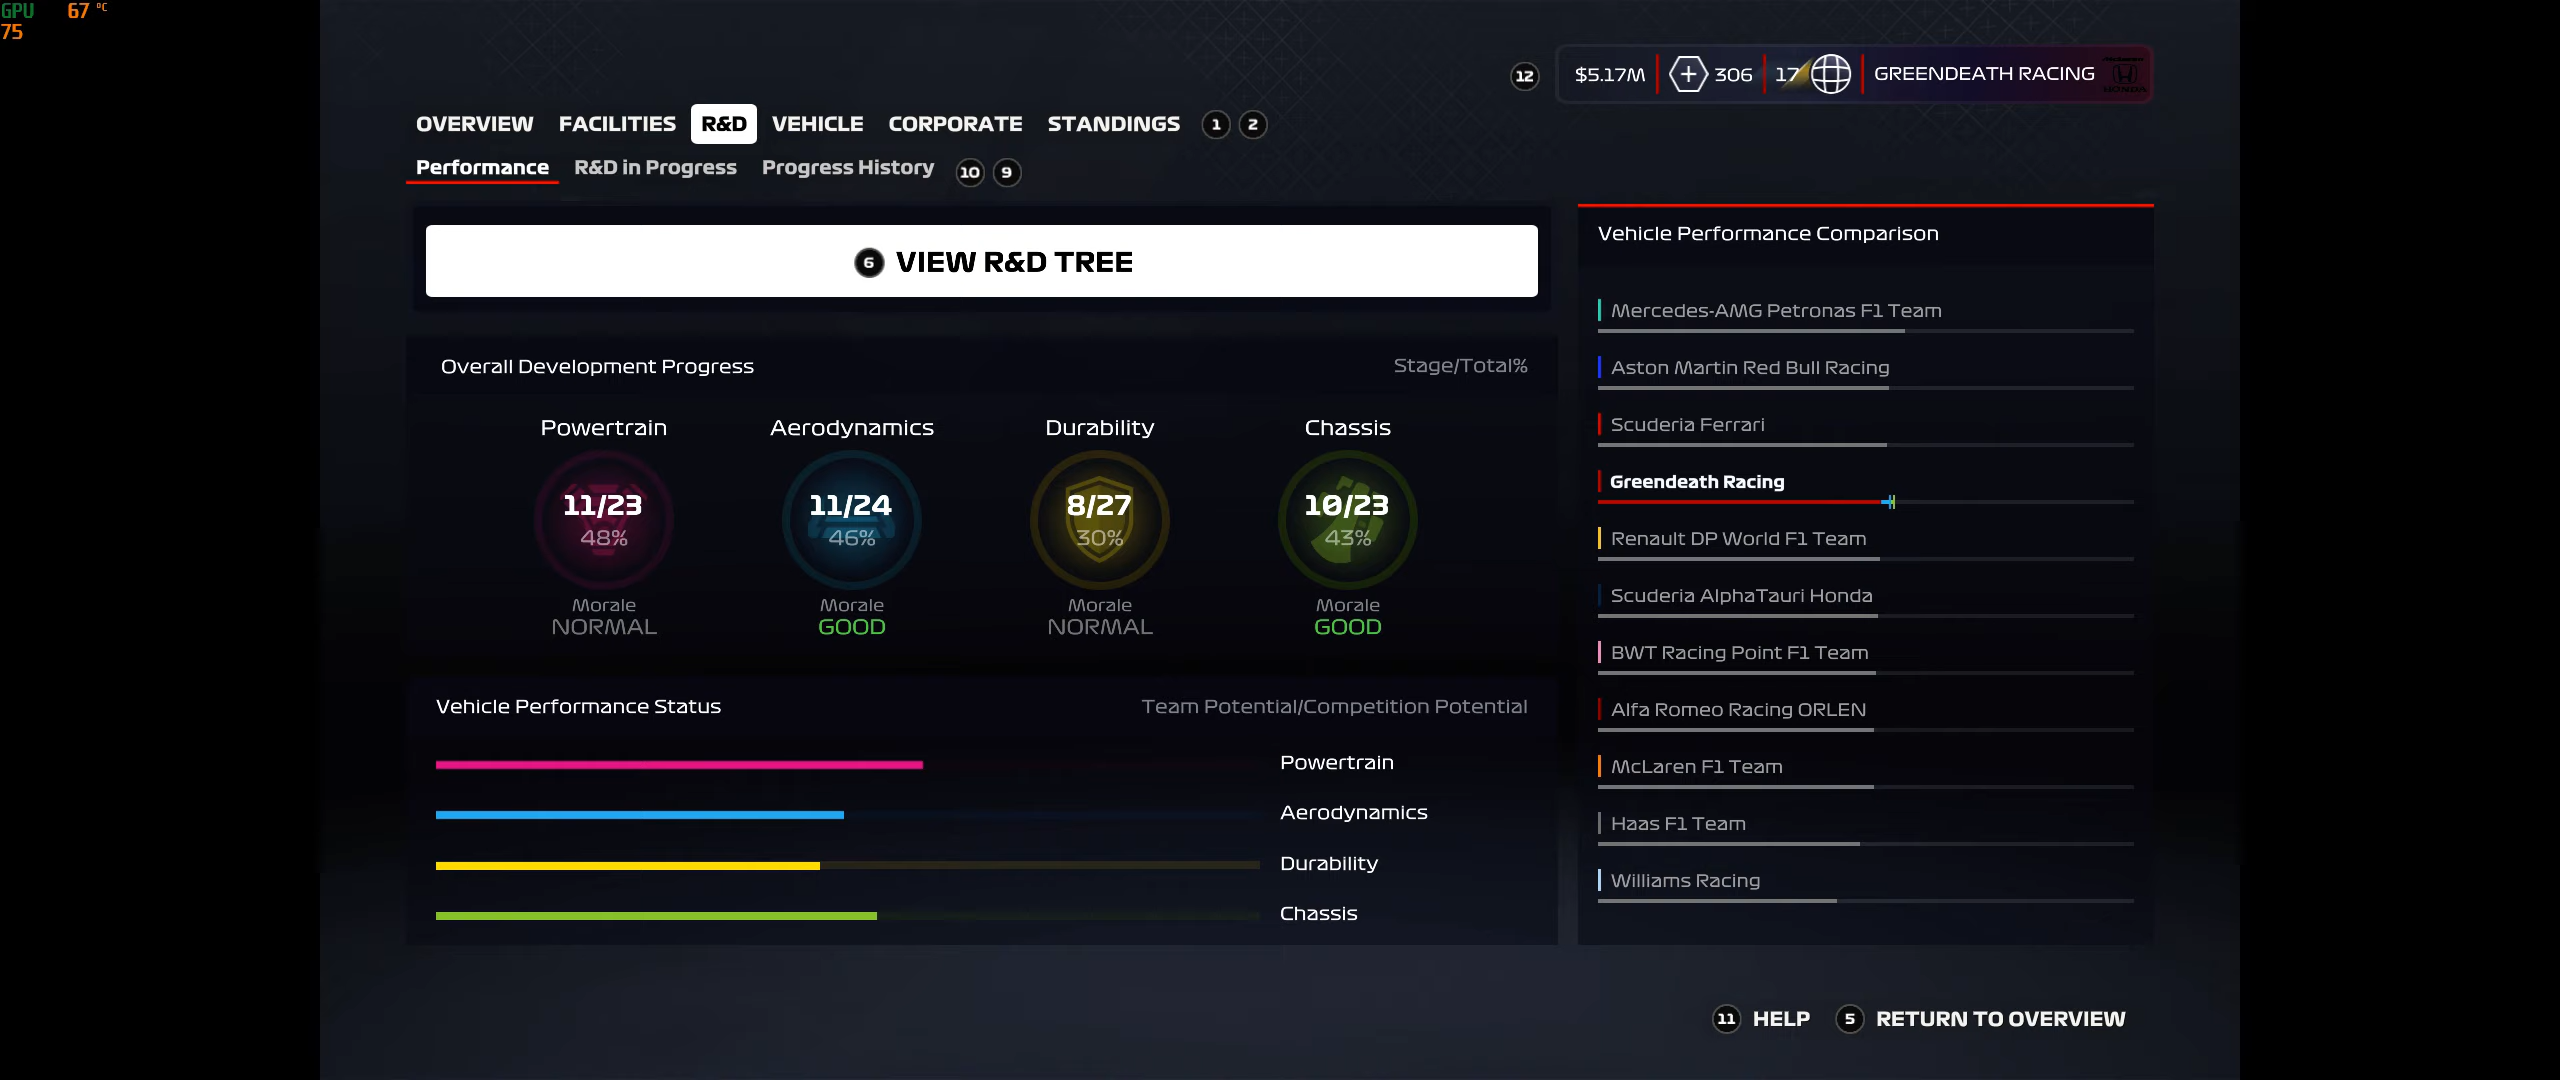 GPU 67 °C
75
12 $5.17M 306 17 GREENDEATH RACING
HONDA
OVERVIEW FACILITIES R&D VEHICLE CORPORATE STANDINGS 1 2
Performance R&D in Progress Progress History 10 9
6 VIEW R&D TREE
Overall Development Progress Stage/Total%
Powertrain Aerodynamics Durability Chassis
11/23 11/24 8/27 10/23
48% 46% 30% 43%
Morale Morale Morale Morale
NORMAL GOOD NORMAL GOOD
Vehicle Performance Status Team Potential/Competition Potential
Powertrain
Aerodynamics
Durability
Chassis
Vehicle Performance Comparison
Mercedes-AMG Petronas F1 Team
Aston Martin Red Bull Racing
Scuderia Ferrari
Greendeath Racing
Renault DP World F1 Team
Scuderia AlphaTauri Honda
BWT Racing Point F1 Team
Alfa Romeo Racing ORLEN
McLaren F1 Team
Haas F1 Team
Williams Racing
11 HELP 5 RETURN TO OVERVIEW